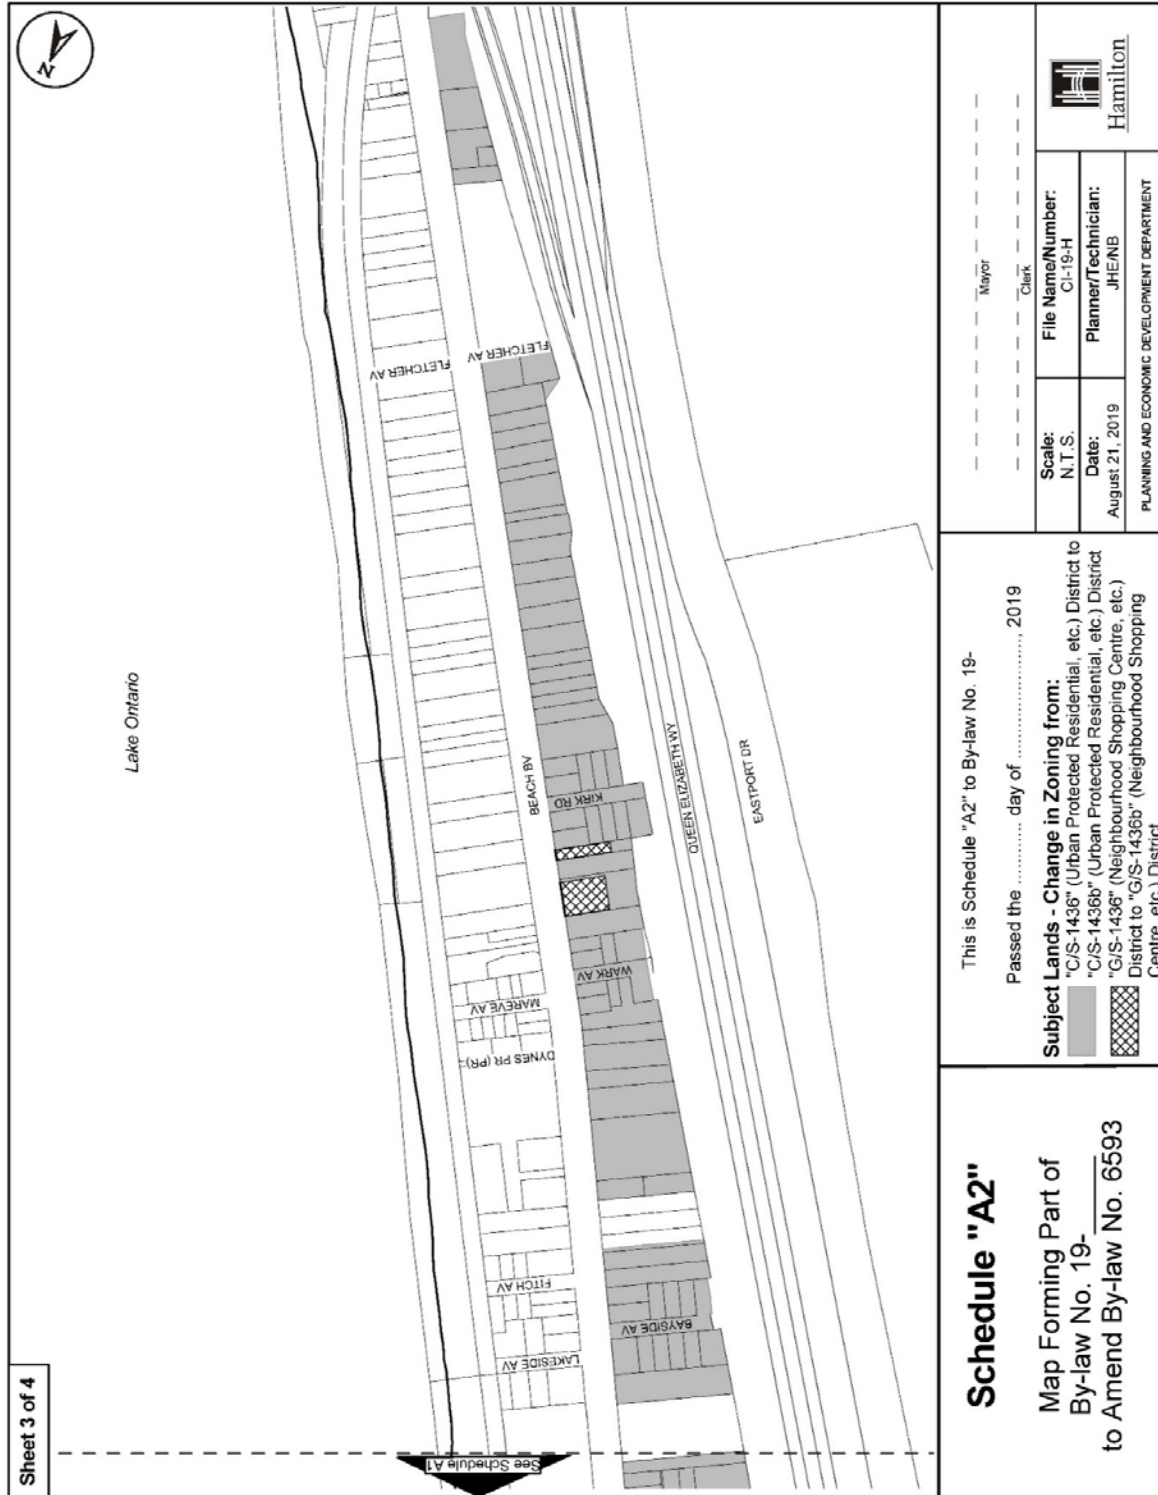 Sheet 3 of 4
N
Lake Ontario
See Schedule A1
LAKESIDE AV
FITCH AV
BAYSIDE AV
DYNES PR (PR)
MAREVE AV
WARK AV
BEACH BV
KIRK RD
QUEEN ELIZABETH WY
EASTPORT DR
FLETCHER AV
FLETCHER AV
Schedule "A2"
Map Forming Part of
By-law No. 19-______
to Amend By-law No. 6593
This is Schedule "A2" to By-law No. 19-
Passed the ............ day of ...................., 2019
Subject Lands - Change in Zoning from:
"C/S-1436" (Urban Protected Residential, etc.) District to
"C/S-1436b" (Urban Protected Residential, etc.) District
"G/S-1436" (Neighbourhood Shopping Centre, etc.)
District to "G/S-1436b" (Neighbourhood Shopping
Centre, etc.) District
Mayor
Clerk
Scale:
N.T.S.
File Name/Number:
CI-19-H
Date:
August 21, 2019
Planner/Technician:
JHE/NB
PLANNING AND ECONOMIC DEVELOPMENT DEPARTMENT
Hamilton